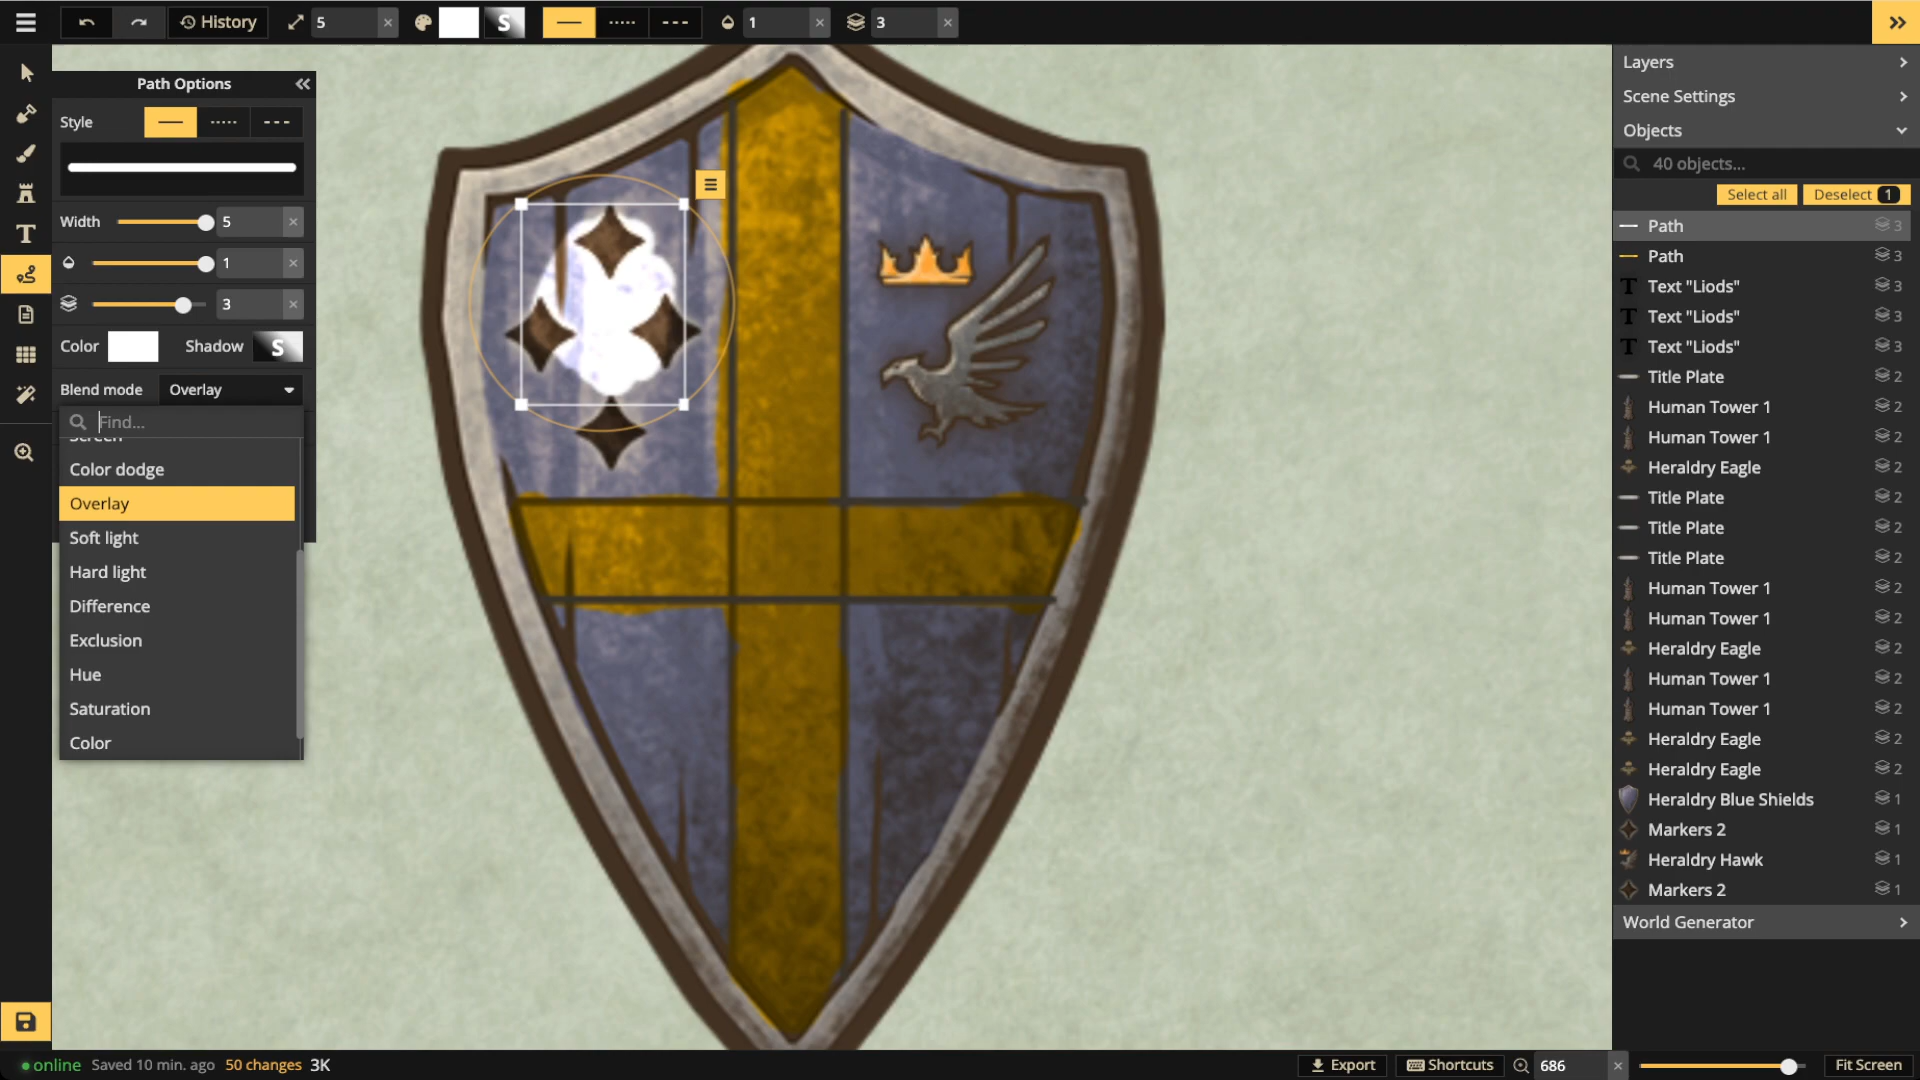 History
5
S
1
3
Path Options
Style
Width
5
1
3
Color
Shadow
S
Blend mode
Overlay
Find...
Screen
Color dodge
Overlay
Soft light
Hard light
Difference
Exclusion
Hue
Saturation
Color
Layers
Scene Settings
Objects
40 objects...
Select all
Deselect 1
Path 3
Path 3
T Text "Liods" 3
T Text "Liods" 3
T Text "Liods" 3
Title Plate 2
Human Tower 1 2
Human Tower 1 2
Heraldry Eagle 2
Title Plate 2
Title Plate 2
Title Plate 2
Human Tower 1 2
Human Tower 1 2
Heraldry Eagle 2
Human Tower 1 2
Human Tower 1 2
Heraldry Eagle 2
Heraldry Eagle 2
Heraldry Blue Shields 1
Markers 2 1
Heraldry Hawk 1
Markers 2 1
World Generator
online Saved 10 min. ago 50 changes 3K
Export
Shortcuts
686
Fit Screen